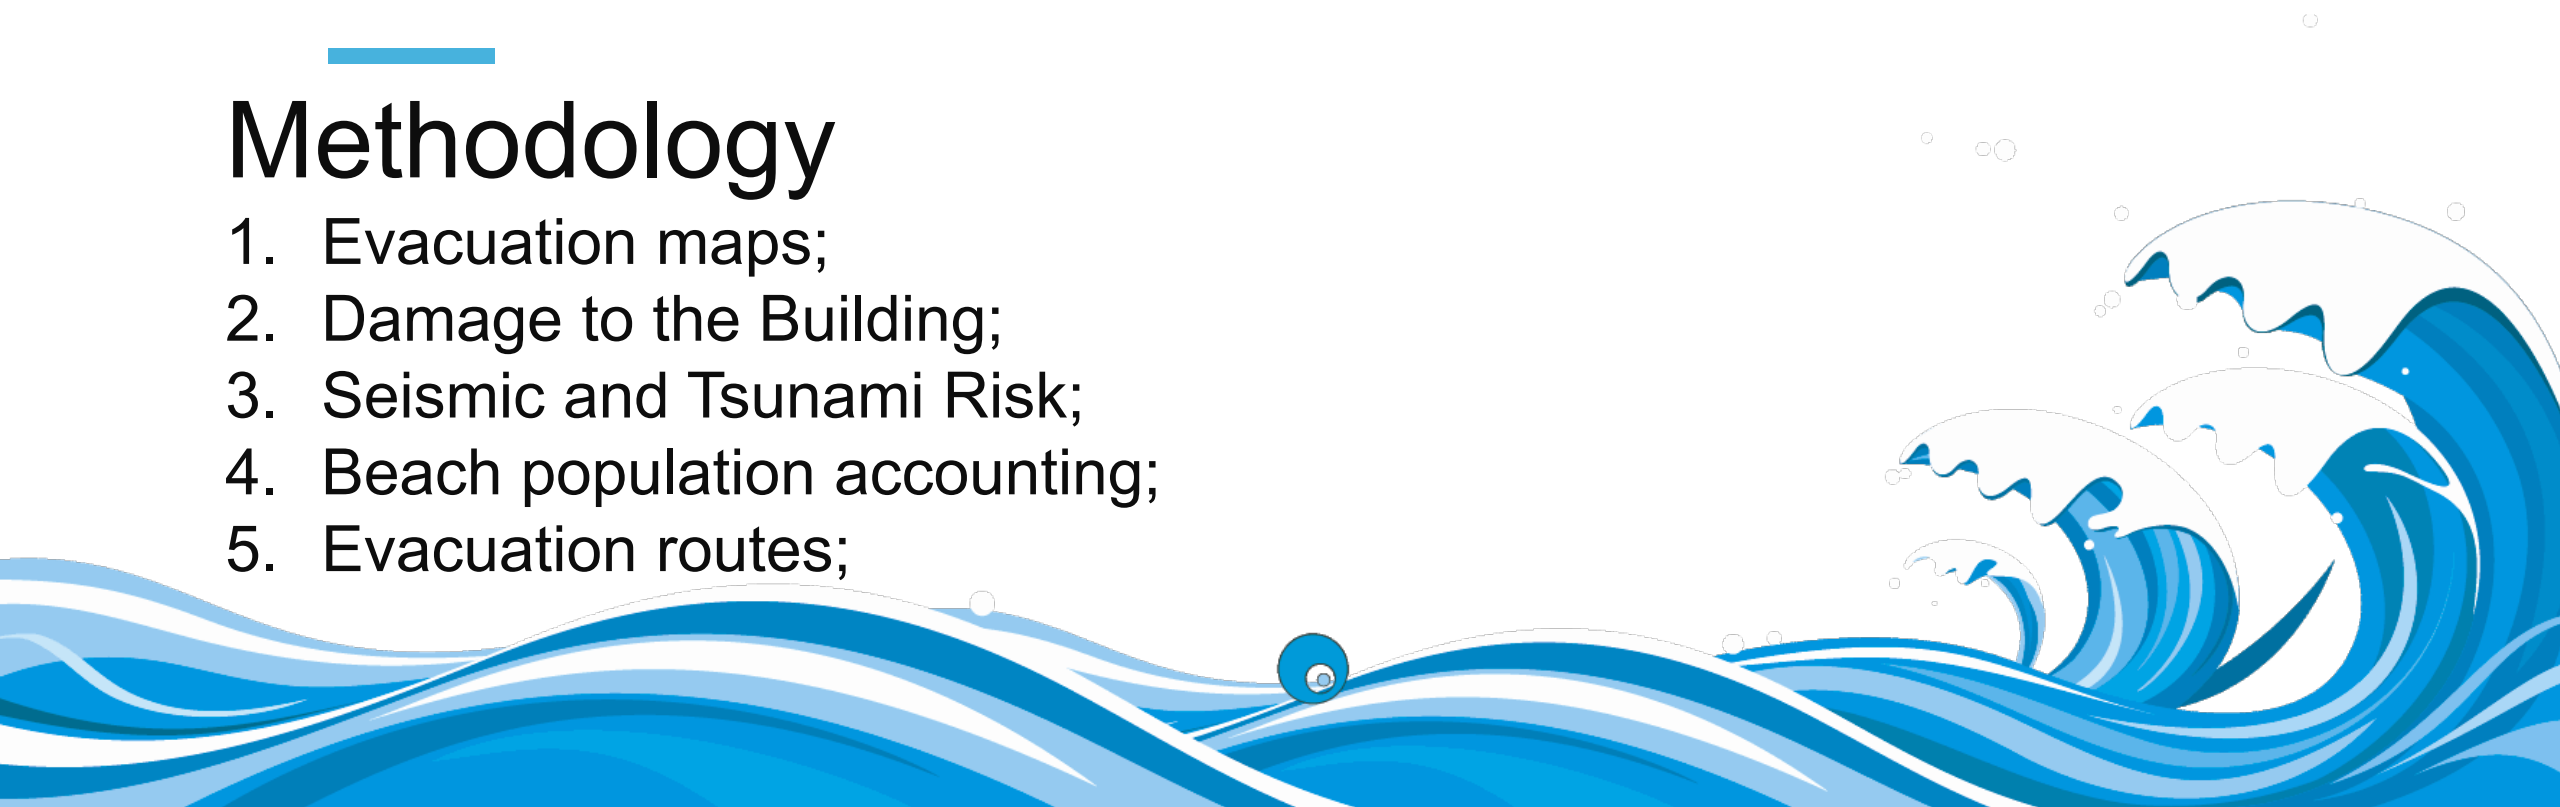 Methodology
1. Evacuation maps;
2. Damage to the Building;
3. Seismic and Tsunami Risk;
4. Beach population accounting;
5. Evacuation routes;